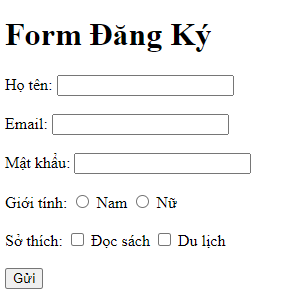 Form Đăng Ký
Họ tên:
Email:
Mật khẩu:
Giới tính: Nam Nữ
Sở thích: Đọc sách Du lịch
Gửi